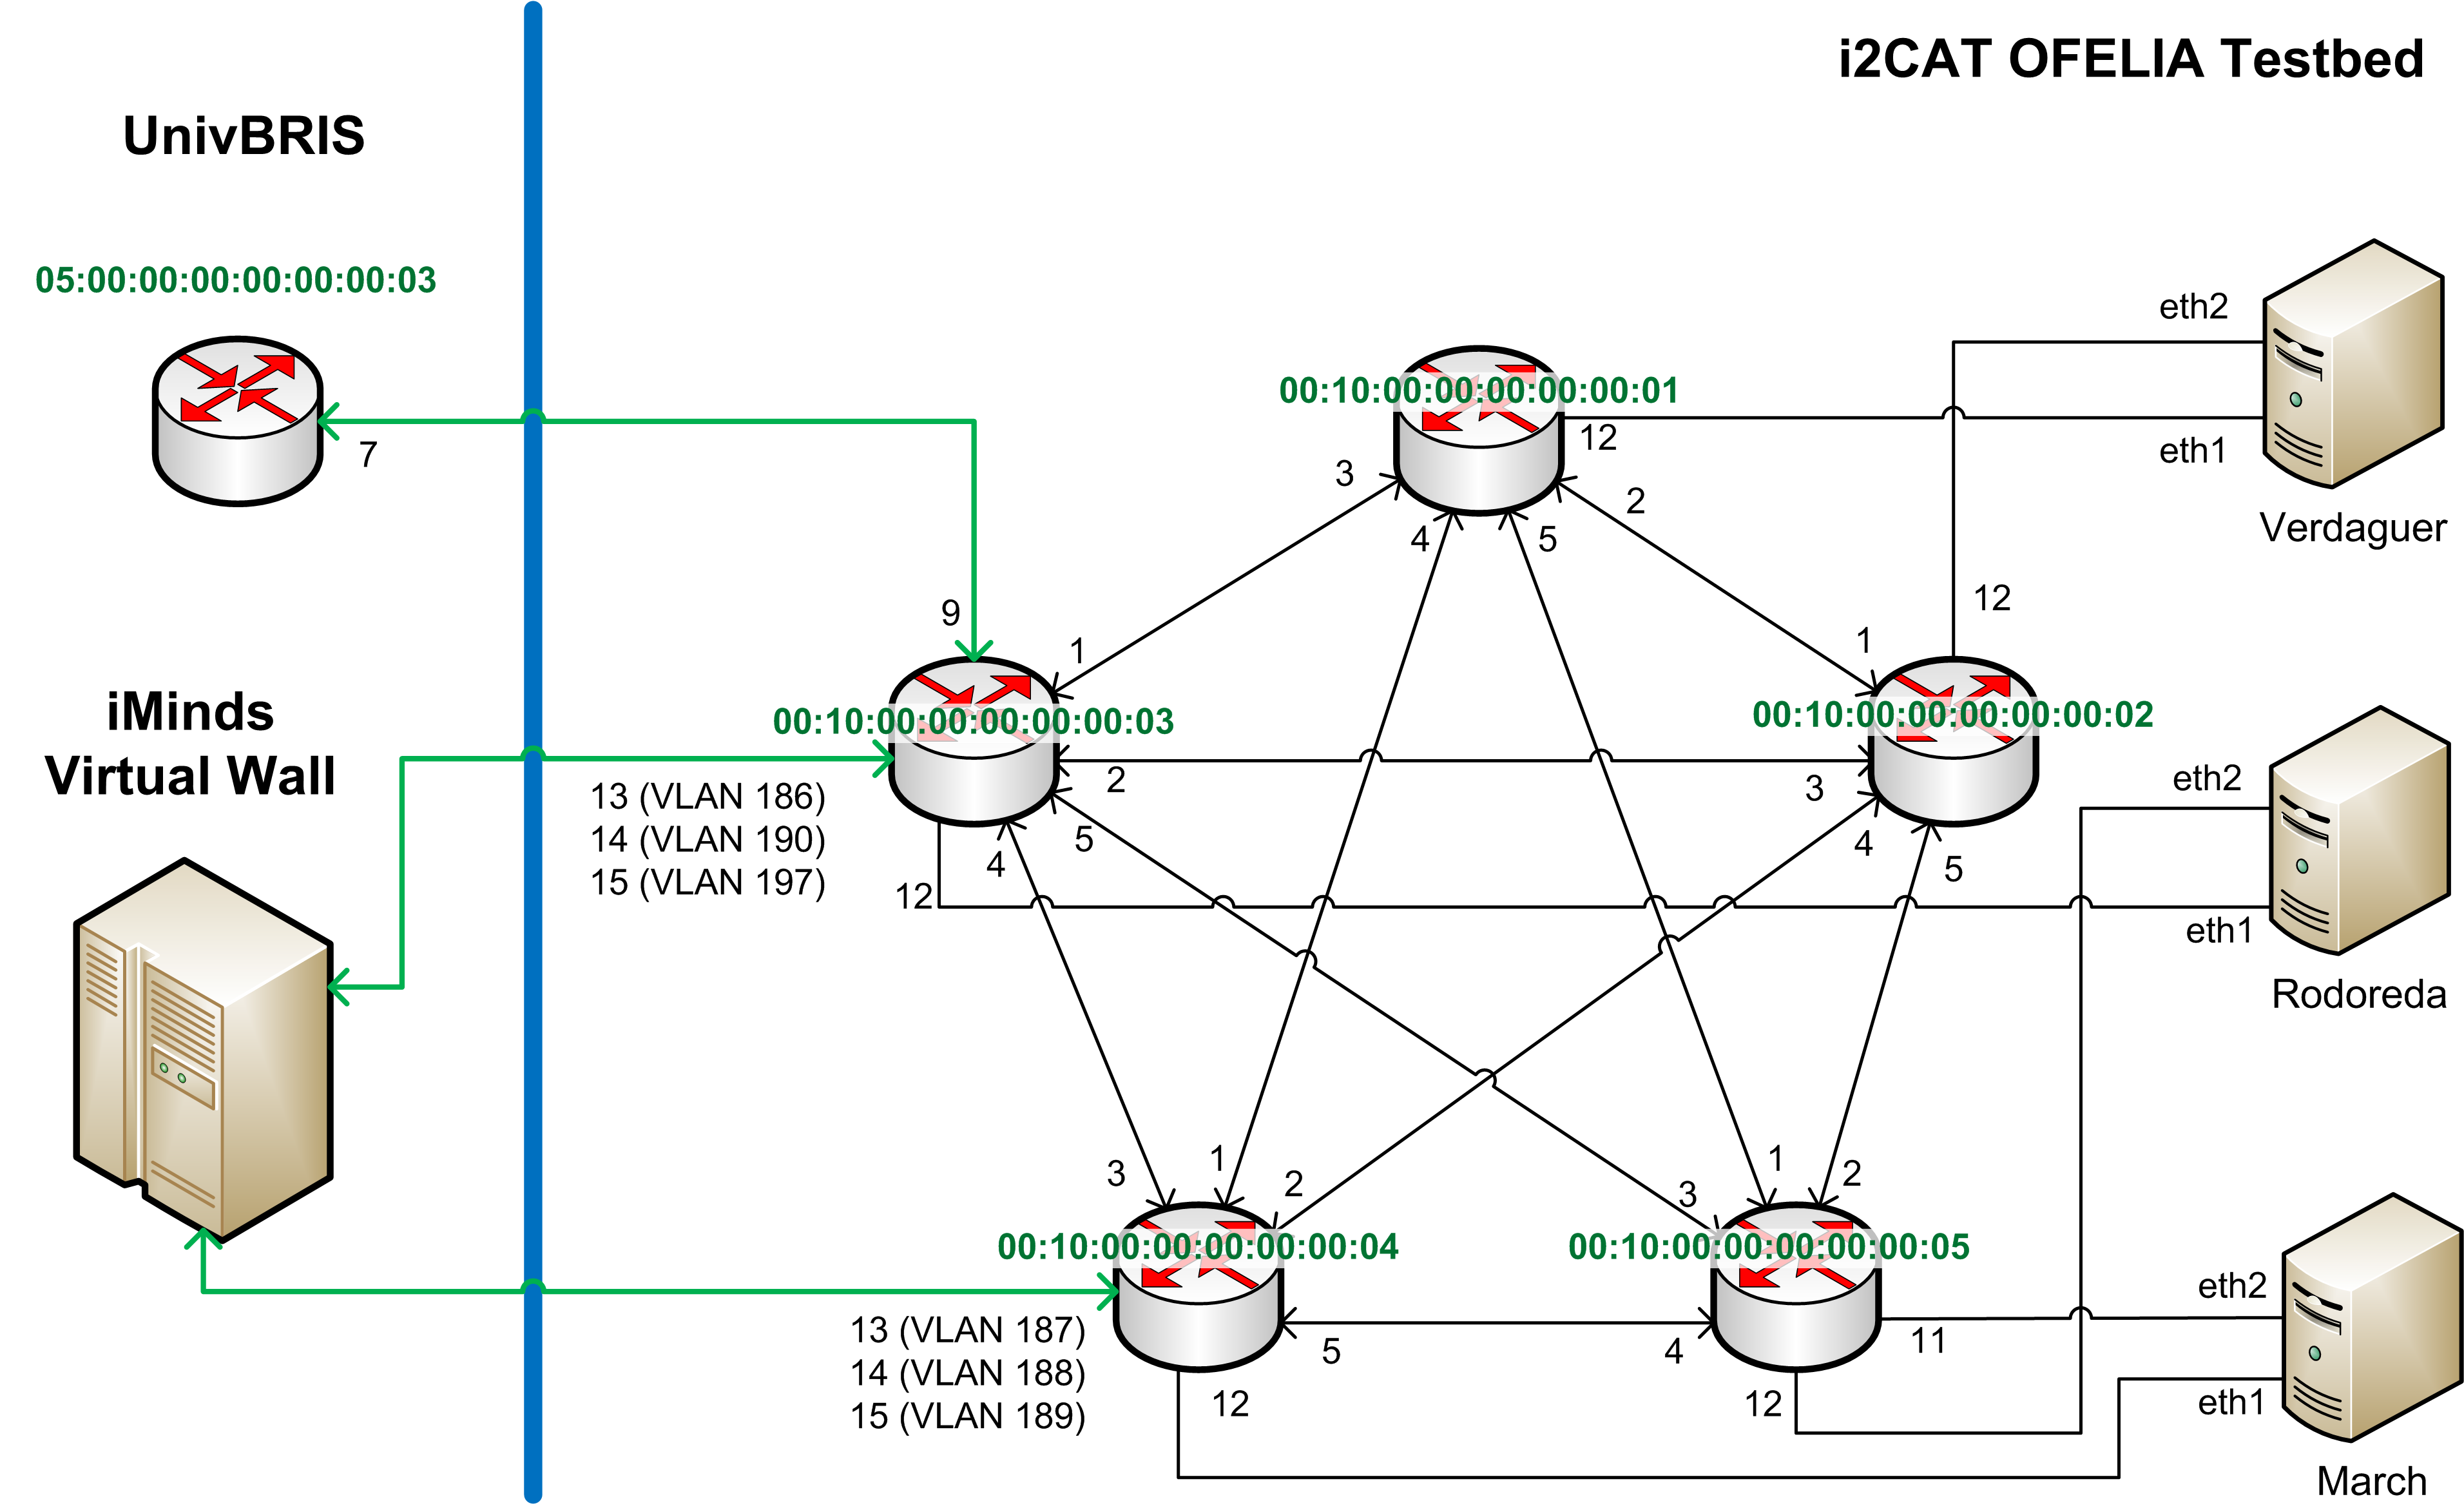 i2CAT OFELIA Testbed
UnivBRIS
05:00:00:00:00:00:00:03
7
iMinds
Virtual Wall
00:10:00:00:00:00:00:01
12
3
2
4
5
eth2
eth1
Verdaguer
9
1
00:10:00:00:00:00:00:03
2
5
4
12
13 (VLAN 186)
14 (VLAN 190)
15 (VLAN 197)
12
1
00:10:00:00:00:00:00:02
3
4
5
eth2
eth1
Rodoreda
3
1
2
00:10:00:00:00:00:00:04
5
12
13 (VLAN 187)
14 (VLAN 188)
15 (VLAN 189)
3
1
2
00:10:00:00:00:00:00:05
4
11
12
eth2
eth1
March